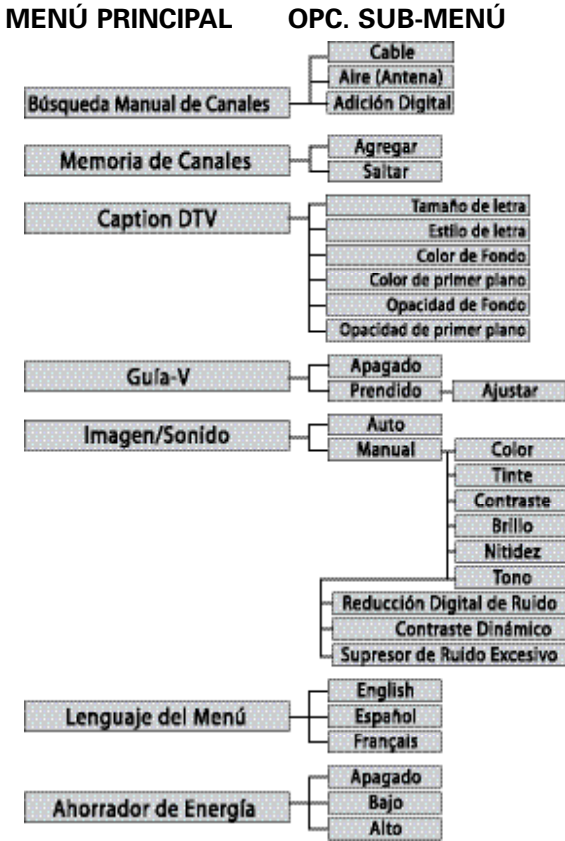 MENÚ PRINCIPAL OPC. SUB-MENÚ
Cable
Aire (Antena)
Búsqueda Manual de Canales
Adición Digital
Agregar
Memoria de Canales
Saltar
Caption DTV
Tamaño de letra
Estilo de letra
Color de Fondo
Color de primer plano
Opacidad de Fondo
Opacidad de primer plano
Guía-V
Apagado
Prendido
Ajustar
Imagen/Sonido
Auto
Manual
Color
Tinte
Contraste
Brillo
Nitidez
Tono
Reducción Digital de Ruido
Contraste Dinámico
Supresor de Ruido Excesivo
Lenguaje del Menú
English
Español
Français
Ahorrador de Energía
Apagado
Bajo
Alto